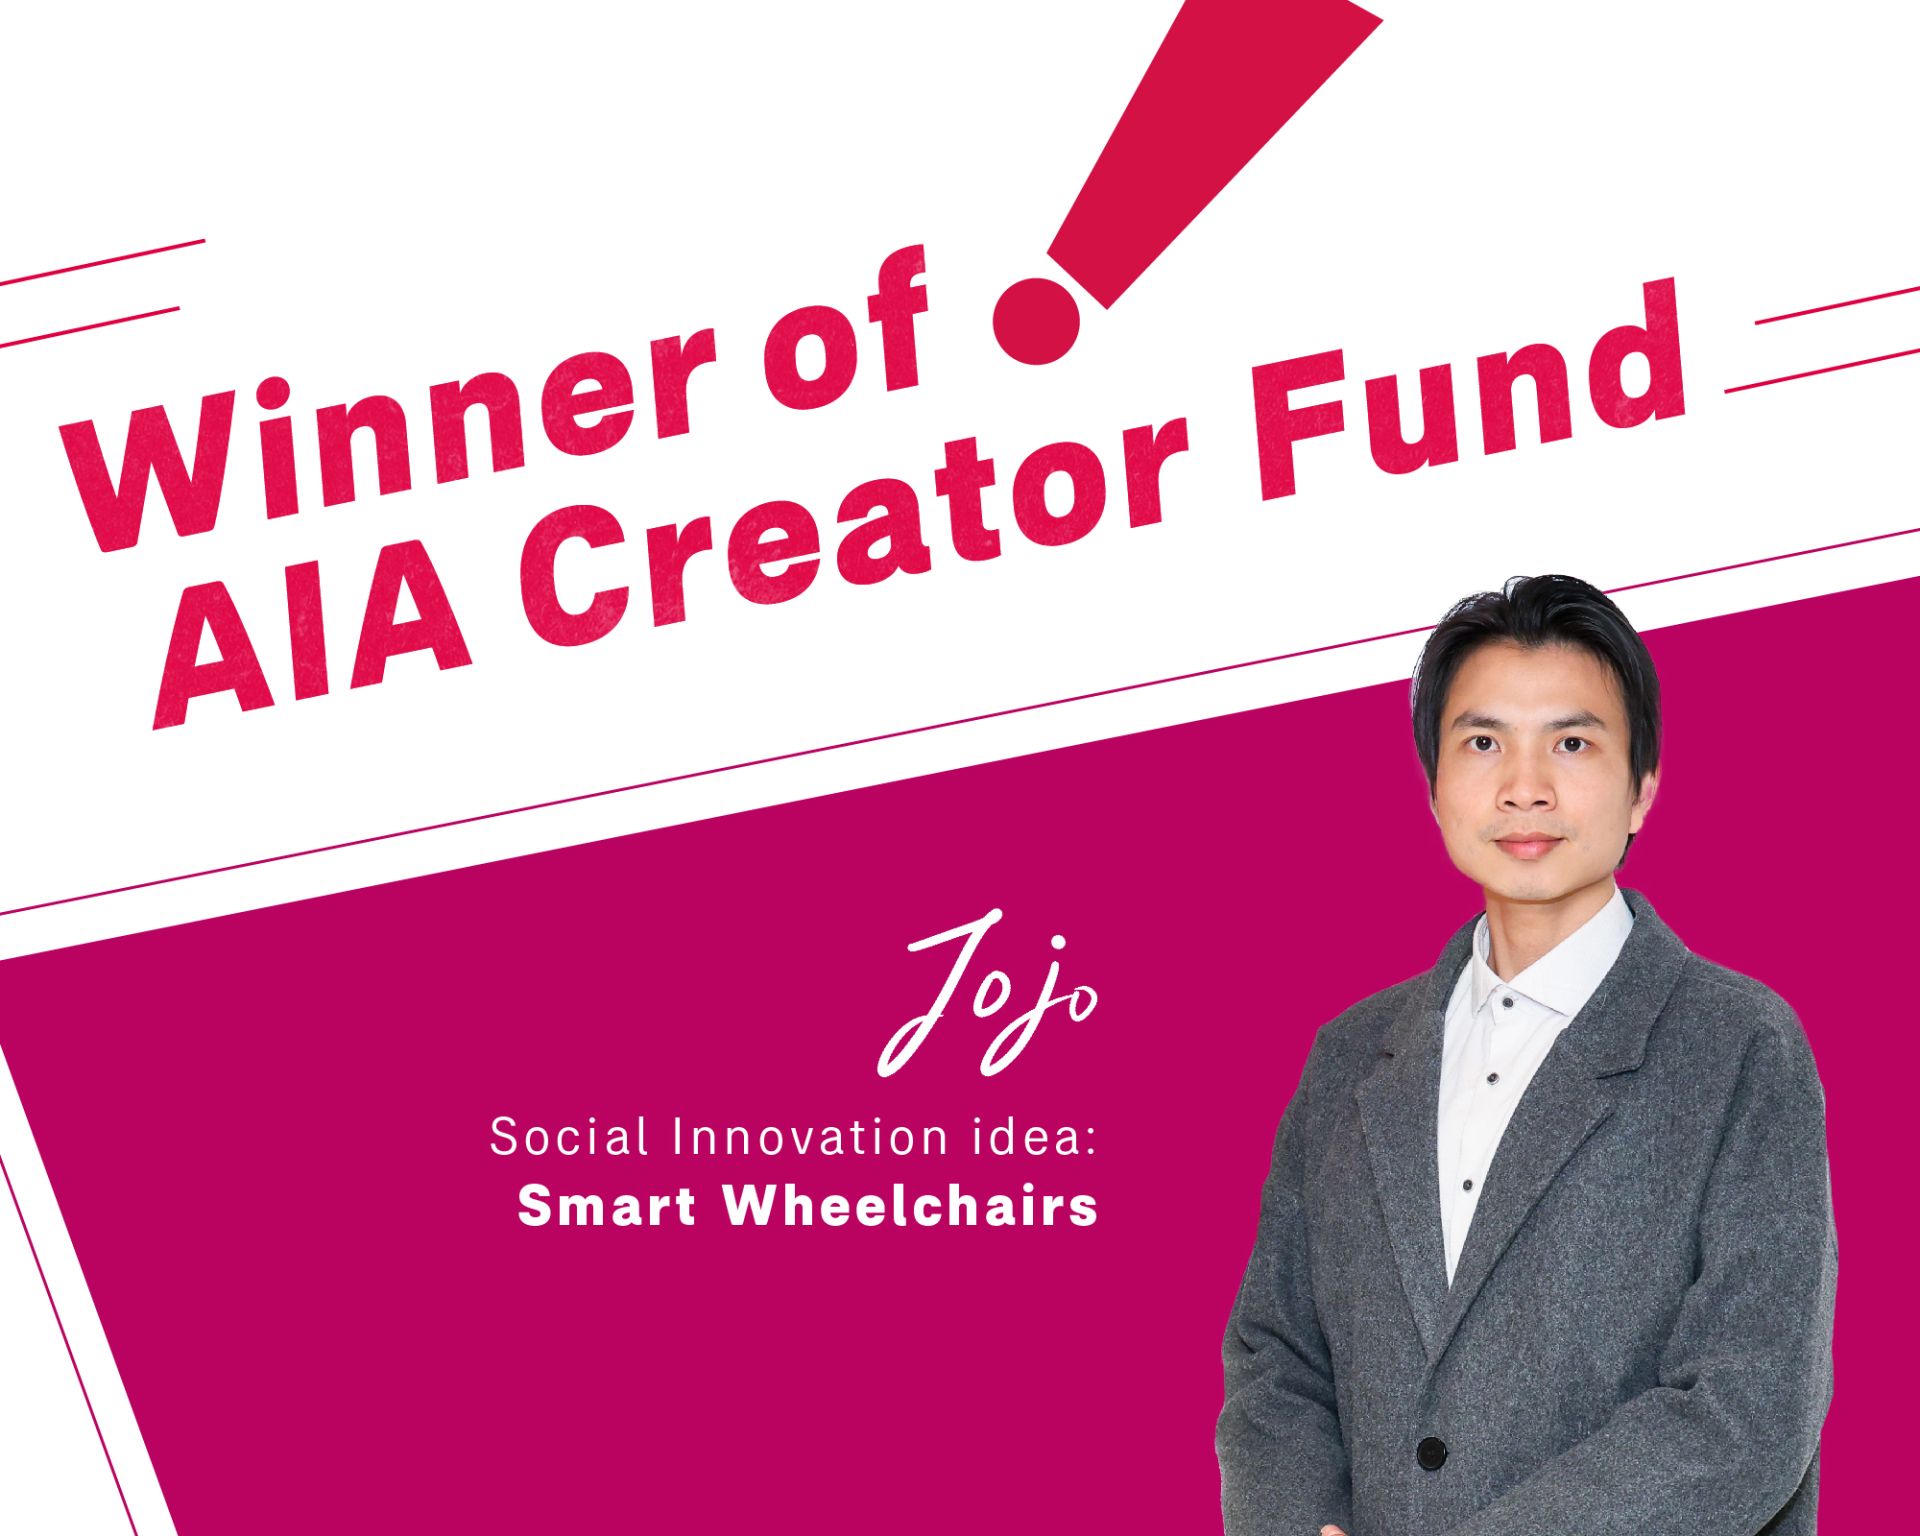 Winner of
AIA Creator Fund
Jojo
Social Innovation idea:
Smart Wheelchairs